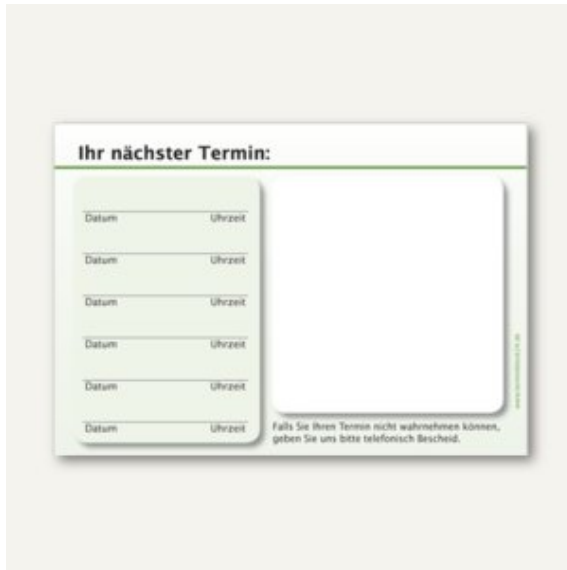 Ihr nächster Termin:
Datum Uhrzeit
Datum Uhrzeit
Datum Uhrzeit
Datum Uhrzeit
Datum Uhrzeit
Datum Uhrzeit
Falls Sie Ihren Termin nicht wahrnehmen können,
geben Sie uns bitte telefonisch Bescheid.